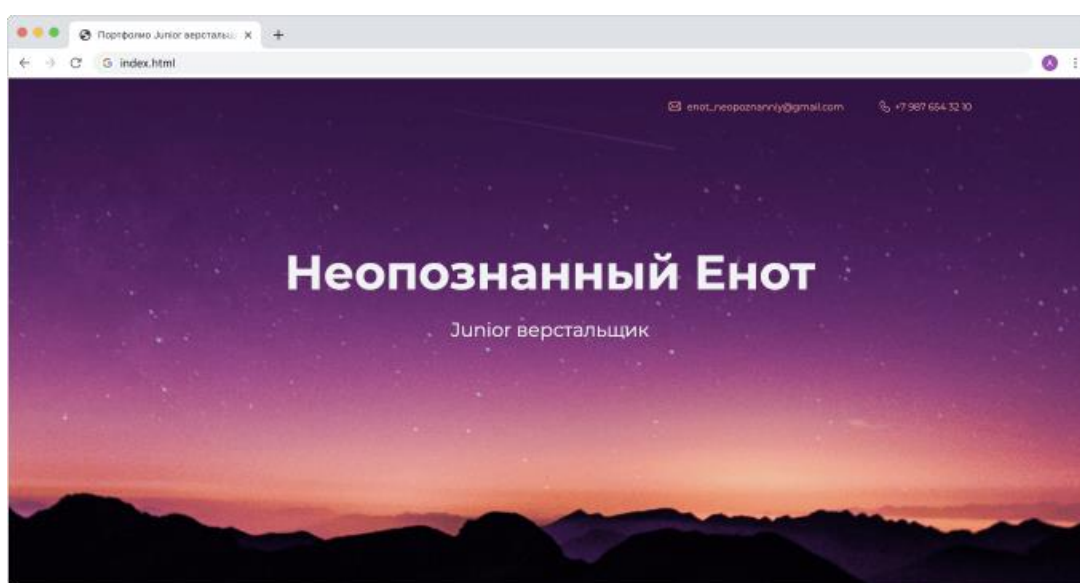 Портфолио Junior верстальщ
index.html
enot_neopoznanniy@gmail.com +7 987 654 32 10
Неопознанный Енот
Junior верстальщик